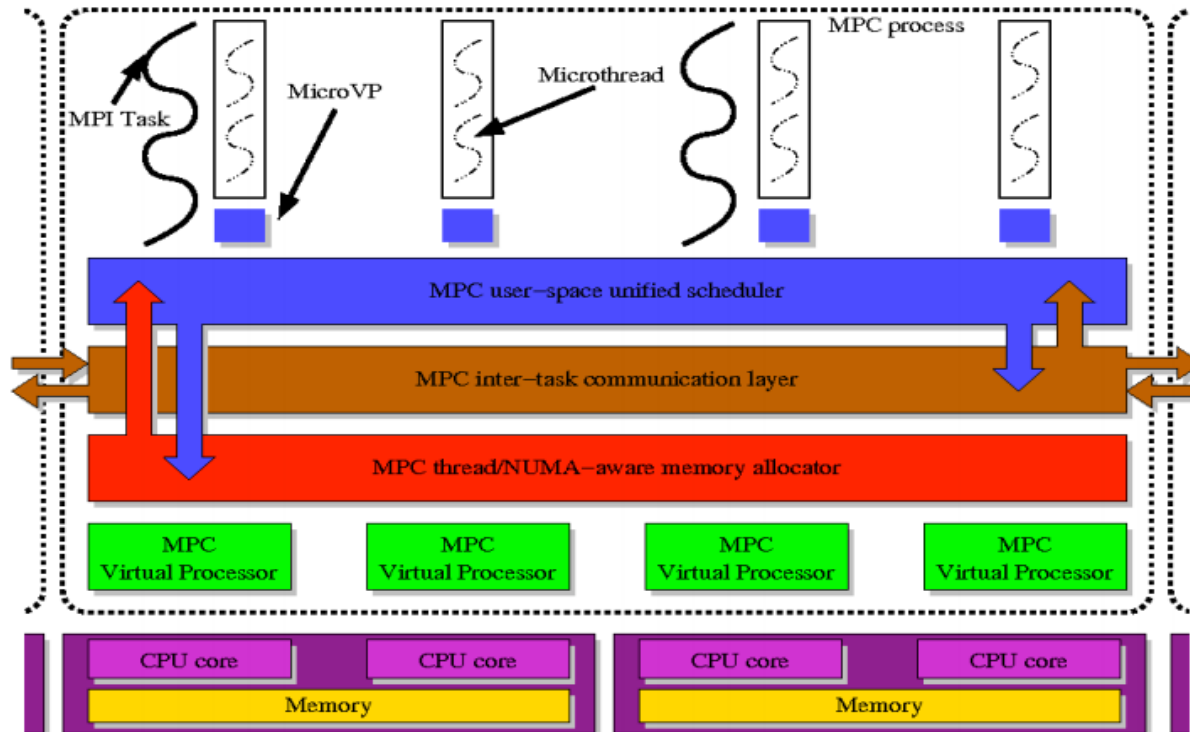 MPC process
Microthread
MicroVP
MPI Task
MPC user-space unified scheduler
MPC inter-task communication layer
MPC thread/NUMA-aware memory allocator
MPC
Virtual Processor
MPC
Virtual Processor
MPC
Virtual Processor
MPC
Virtual Processor
CPU core
CPU core
CPU core
CPU core
Memory
Memory